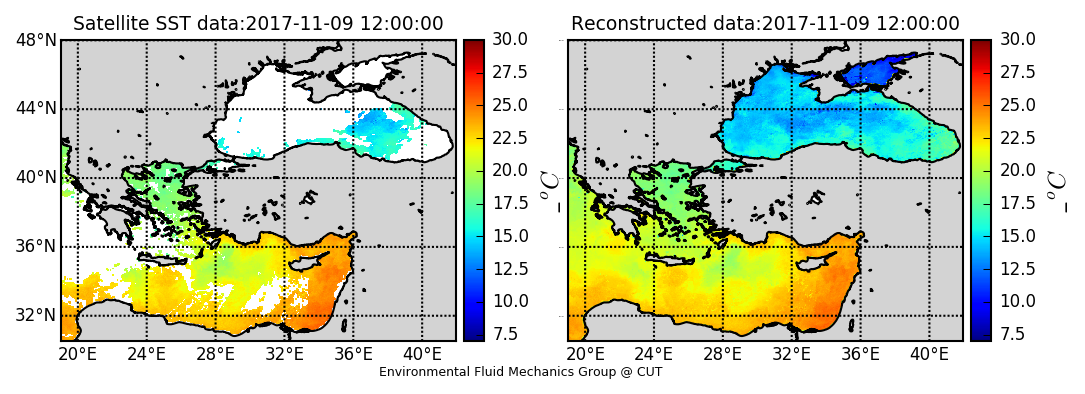 Satellite SST data:2017-11-09 12:00:00
Reconstructed data:2017-11-09 12:00:00
48°N
44°N
40°N
36°N
32°N
20°E 24°E 28°E 32°E 36°E 40°E
30.0
27.5
25.0
22.5
20.0
17.5
15.0
12.5
10.0
7.5
_ °C
20°E 24°E 28°E 32°E 36°E 40°E
30.0
27.5
25.0
22.5
20.0
17.5
15.0
12.5
10.0
7.5
_ °C
Environmental Fluid Mechanics Group @ CUT